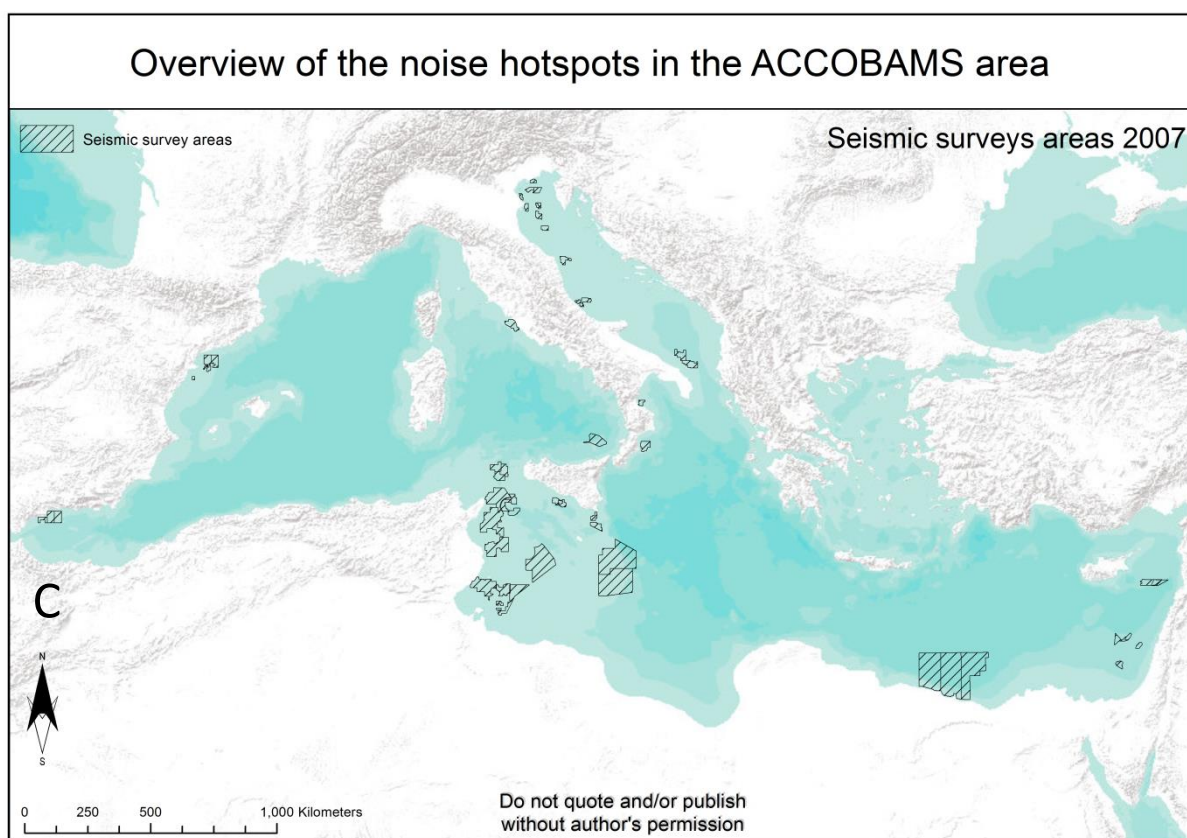 Overview of the noise hotspots in the ACCOBAMS area
Seismic survey areas
Seismic surveys areas 2007
C
N
S
0 250 500 1,000 Kilometers
Do not quote and/or publish
without author's permission